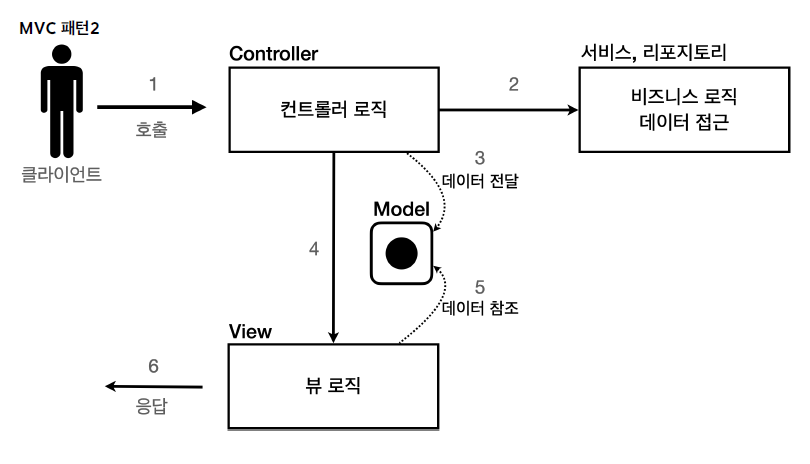 MVC 패턴2
Controller
서비스, 리포지토리
1
호출
컨트롤러 로직
2
비즈니스 로직
데이터 접근
클라이언트
3
데이터 전달
Model
4
5
데이터 참조
View
뷰 로직
6
응답